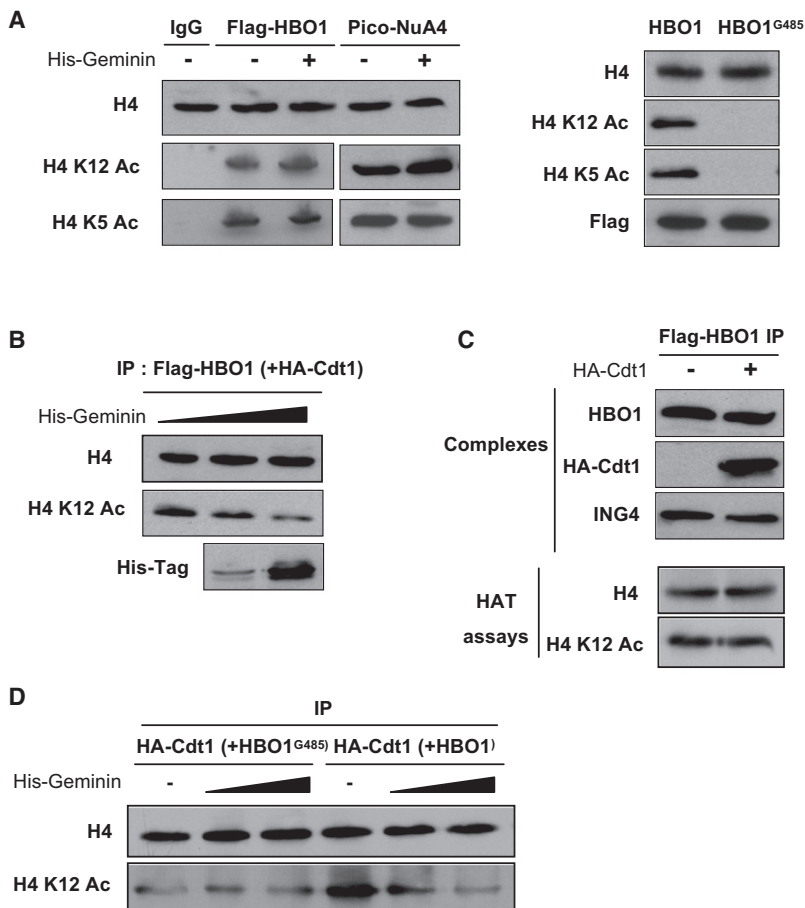 A
IgG Flag-HBO1 Pico-NuA4
His-Geminin - - + - +
H4
H4 K12 Ac
H4 K5 Ac
HBO1 HBO1G485
H4
H4 K12 Ac
H4 K5 Ac
Flag
B
IP : Flag-HBO1 (+HA-Cdt1)
His-Geminin
H4
H4 K12 Ac
His-Tag
C
Flag-HBO1 IP
HA-Cdt1 - +
Complexes
HBO1
HA-Cdt1
ING4
HAT assays
H4
H4 K12 Ac
D
IP
HA-Cdt1 (+HBO1G485) HA-Cdt1 (+HBO1)
His-Geminin - -
H4
H4 K12 Ac